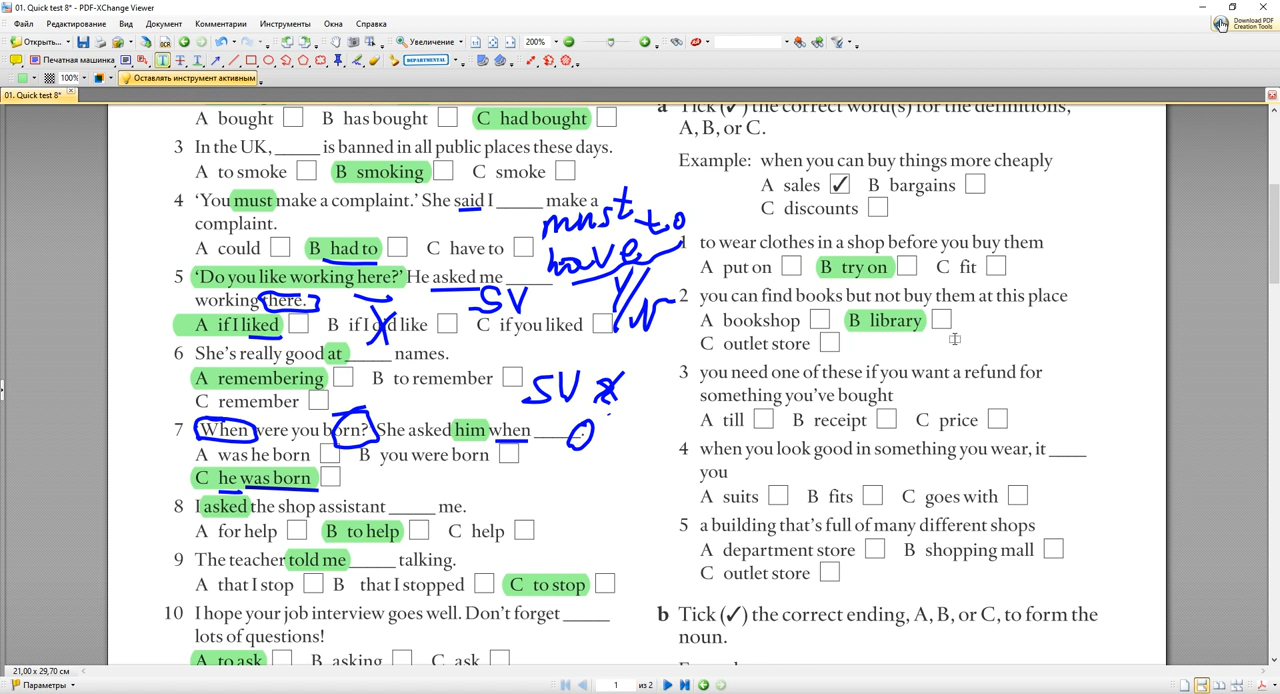 01. Quick test 8* - PDF-XChange Viewer
Файл Редактирование Вид Документ Комментарии Инструменты Окна Справка
Download PDF Creation Tools
Открыть... OCR Увеличение 200%
Печатная машинка DEPARTMENTAL
100% Оставлять инструмент активным
01. Quick test 8*
A bought B has bought C had bought
3 In the UK, _____ is banned in all public places these days.
A to smoke B smoking C smoke
4 'You must make a complaint.' She said I _____ make a
complaint.
A could B had to C have to
must to
have
5 'Do you like working here?' He asked me _____
working there.
SV
Y/N
A if I liked B if I did like C if you liked
X
6 She's really good at _____ names.
A remembering B to remember
C remember
SV
7 'When were you born?' She asked him when _____.
A was he born B you were born
C he was born
8 I asked the shop assistant _____ me.
A for help B to help C help
9 The teacher told me _____ talking.
A that I stop B that I stopped C to stop
10 I hope your job interview goes well. Don't forget _____
lots of questions!
A to ask B asking C ask
a Tick (✓) the correct word(s) for the definitions,
A, B, or C.
Example: when you can buy things more cheaply
A sales ✓ B bargains
C discounts
1 to wear clothes in a shop before you buy them
A put on B try on C fit
2 you can find books but not buy them at this place
A bookshop B library
C outlet store
3 you need one of these if you want a refund for
something you've bought
A till B receipt C price
4 when you look good in something you wear, it ____
you
A suits B fits C goes with
5 a building that's full of many different shops
A department store B shopping mall
C outlet store
b Tick (✓) the correct ending, A, B, or C, to form the
noun.
21,00 x 29,70 см
Параметры 1 из 2